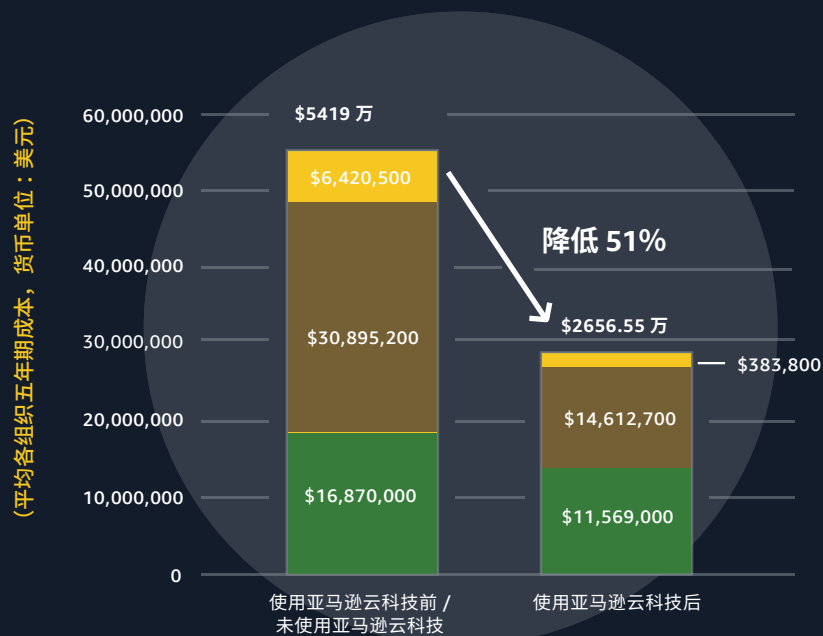 (平均各组织五年期成本，货币单位：美元)
60,000,000
50,000,000
40,000,000
30,000,000
20,000,000
10,000,000
0
$5419 万
$6,420,500
$30,895,200
$16,870,000
降低 51%
$2656.55 万
$383,800
$14,612,700
$11,569,000
使用亚马逊云科技前 /
未使用亚马逊云科技
使用亚马逊云科技后